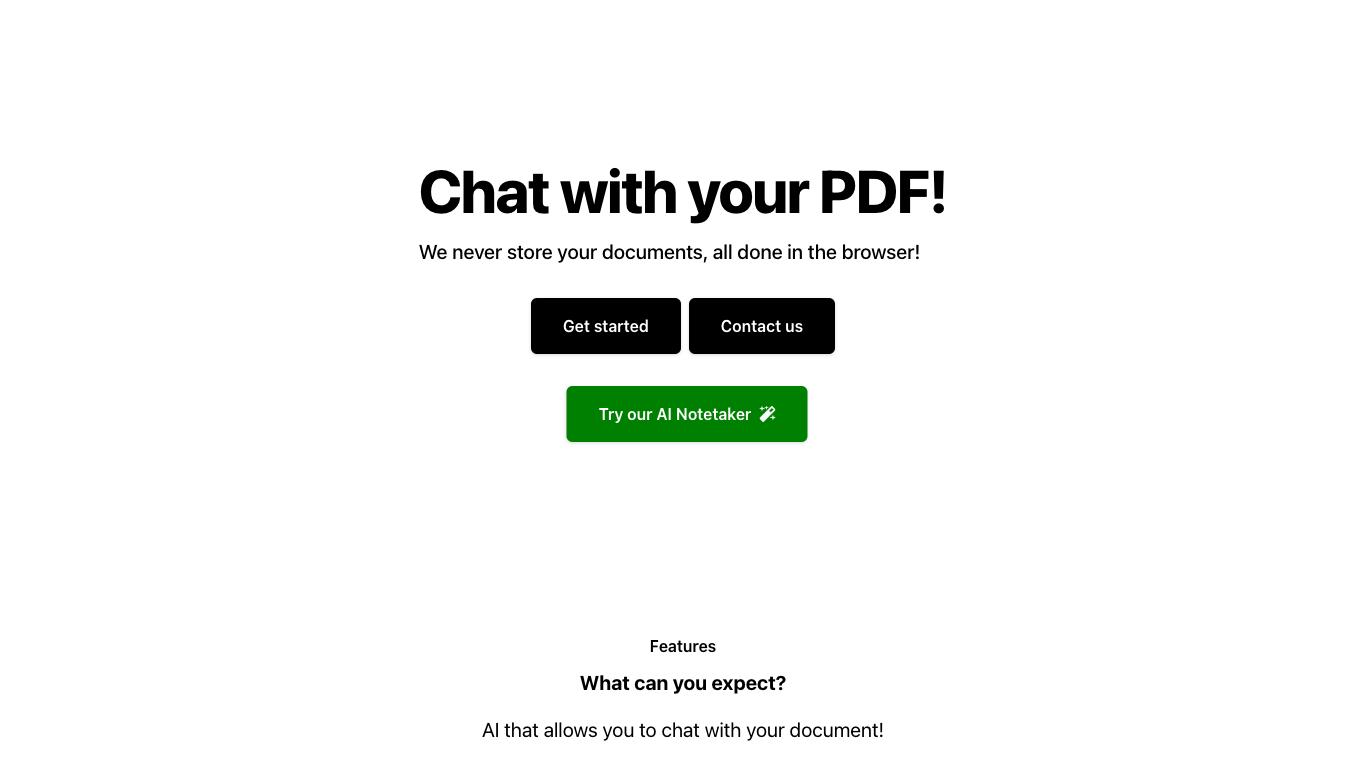 Chat with your PDF!
We never store your documents, all done in the browser!
Get started
Contact us
Try our AI Notetaker
Features
What can you expect?
AI that allows you to chat with your document!